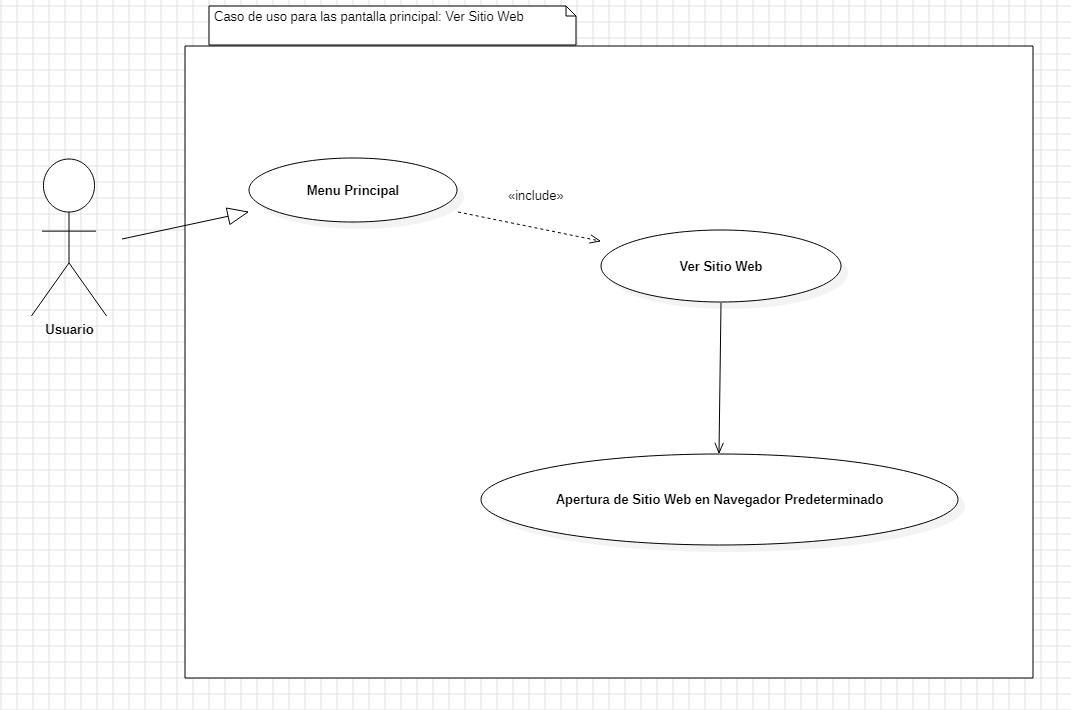 Caso de uso para las pantalla principal: Ver Sitio Web
Menu Principal
«include»
Ver Sitio Web
Usuario
Apertura de Sitio Web en Navegador Predeterminado